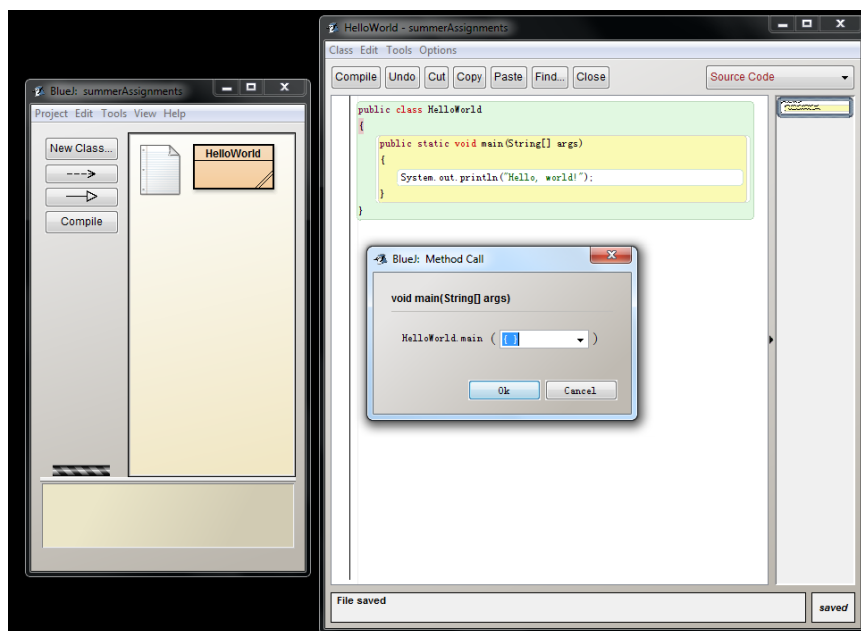 BlueJ: summerAssignments
Project Edit Tools View Help
New Class...
HelloWorld
Compile
HelloWorld - summerAssignments
Class Edit Tools Options
Compile Undo Cut Copy Paste Find... Close Source Code
public class HelloWorld
{
public static void main(String[] args)
{
System.out.println("Hello, world!");
}
}
BlueJ: Method Call
void main(String[] args)
HelloWorld.main ( { } )
Ok Cancel
File saved
saved